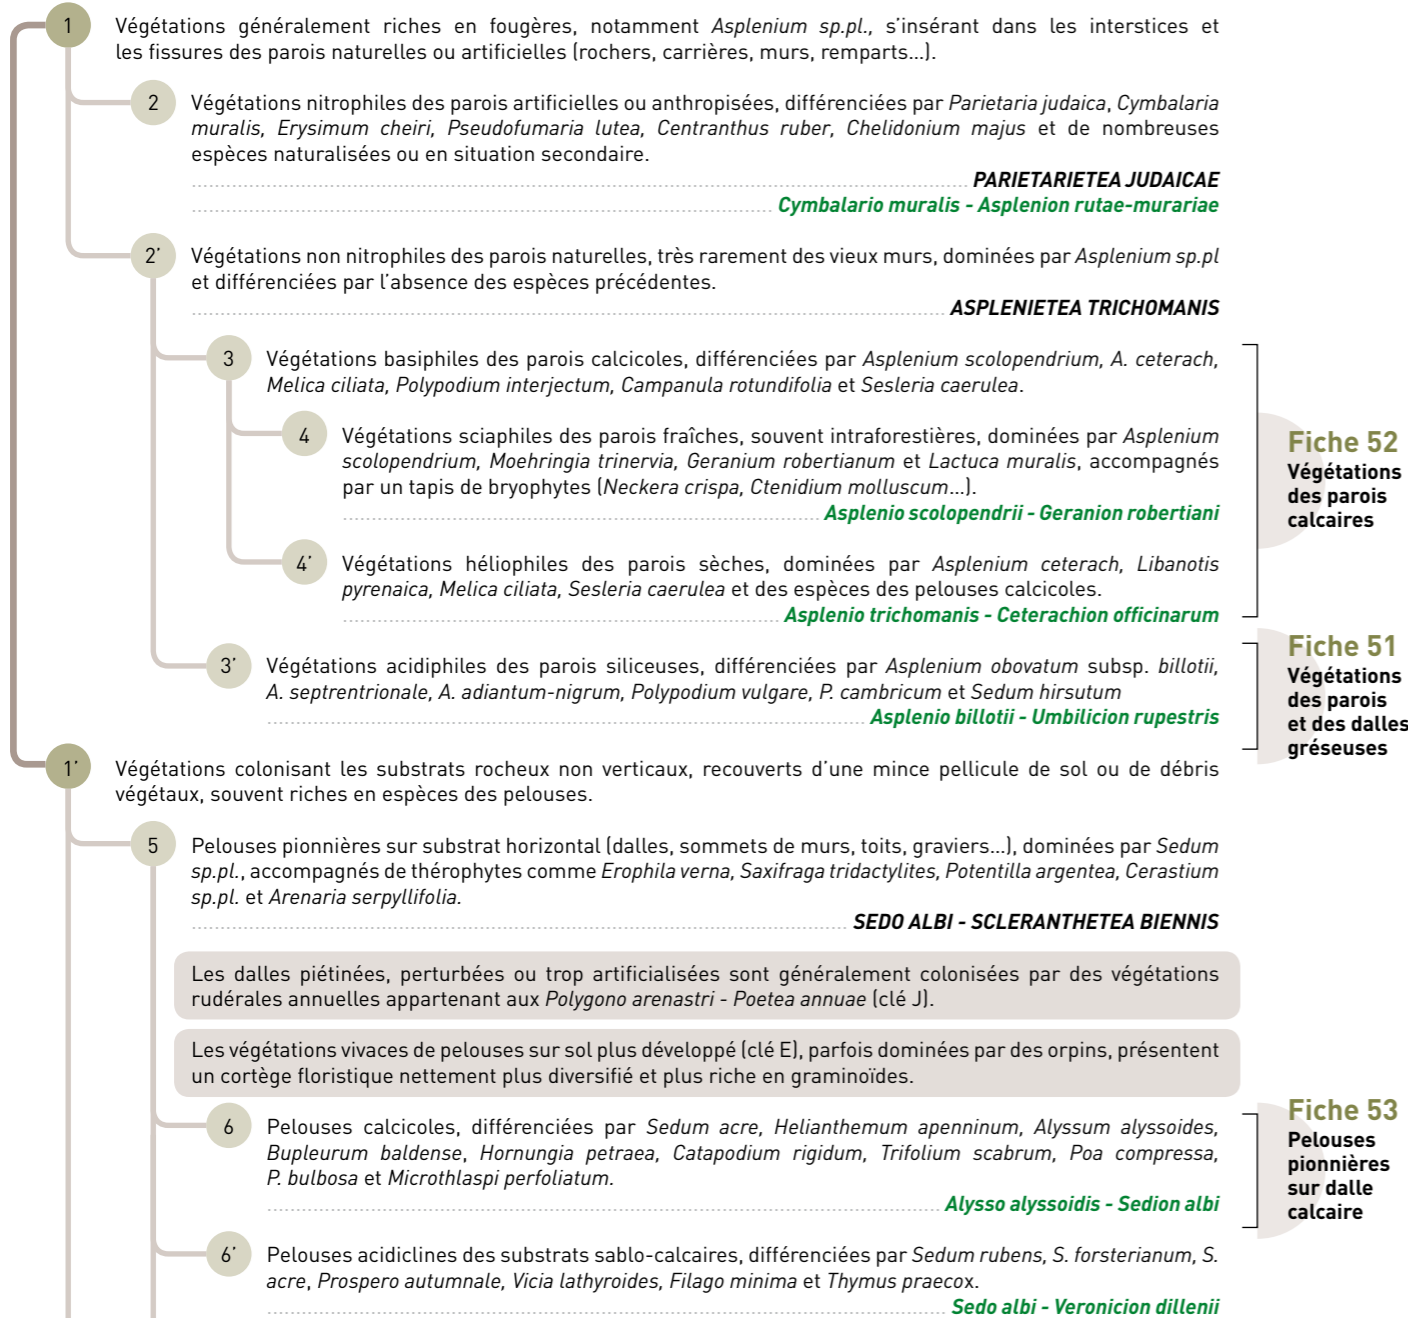 1 Végétations généralement riches en fougères, notamment Asplenium sp.pl., s'insérant dans les interstices et
les fissures des parois naturelles ou artificielles (rochers, carrières, murs, remparts...).
2 Végétations nitrophiles des parois artificielles ou anthropisées, différenciées par Parietaria judaica, Cymbalaria
muralis, Erysimum cheiri, Pseudofumaria lutea, Centranthus ruber, Chelidonium majus et de nombreuses
espèces naturalisées ou en situation secondaire.
PARIETARIETEA JUDAICAE
Cymbalario muralis - Asplenion rutae-murariae
2' Végétations non nitrophiles des parois naturelles, très rarement des vieux murs, dominées par Asplenium sp.pl
et différenciées par l'absence des espèces précédentes.
ASPLENIETEA TRICHOMANIS
3 Végétations basiphiles des parois calcicoles, différenciées par Asplenium scolopendrium, A. ceterach,
Melica ciliata, Polypodium interjectum, Campanula rotundifolia et Sesleria caerulea.
4 Végétations sciaphiles des parois fraîches, souvent intraforestières, dominées par Asplenium
scolopendrium, Moehringia trinervia, Geranium robertianum et Lactuca muralis, accompagnés
par un tapis de bryophytes (Neckera crispa, Ctenidium molluscum...).
Asplenio scolopendrii - Geranion robertiani
4' Végétations héliophiles des parois sèches, dominées par Asplenium ceterach, Libanotis
pyrenaica, Melica ciliata, Sesleria caerulea et des espèces des pelouses calcicoles.
Asplenio trichomanis - Ceterachion officinarum
Fiche 52
Végétations
des parois
calcaires
3' Végétations acidiphiles des parois siliceuses, différenciées par Asplenium obovatum subsp. billotii,
A. septrentrionale, A. adiantum-nigrum, Polypodium vulgare, P. cambricum et Sedum hirsutum
Asplenio billotii - Umbilicion rupestris
Fiche 51
Végétations
des parois
et des dalles
gréseuses
1' Végétations colonisant les substrats rocheux non verticaux, recouverts d'une mince pellicule de sol ou de débris
végétaux, souvent riches en espèces des pelouses.
5 Pelouses pionnières sur substrat horizontal (dalles, sommets de murs, toits, graviers...), dominées par Sedum
sp.pl., accompagnés de thérophytes comme Erophila verna, Saxifraga tridactylites, Potentilla argentea, Cerastium
sp.pl. et Arenaria serpyllifolia.
SEDO ALBI - SCLERANTHETEA BIENNIS
Les dalles piétinées, perturbées ou trop artificialisées sont généralement colonisées par des végétations
rudérales annuelles appartenant aux Polygono arenastri - Poetea annuae (clé J).
Les végétations vivaces de pelouses sur sol plus développé (clé E), parfois dominées par des orpins, présentent
un cortège floristique nettement plus diversifié et plus riche en graminoïdes.
6 Pelouses calcicoles, différenciées par Sedum acre, Helianthemum apenninum, Alyssum alyssoides,
Bupleurum baldense, Hornungia petraea, Catapodium rigidum, Trifolium scabrum, Poa compressa,
P. bulbosa et Microthlaspi perfoliatum.
Alysso alyssoidis - Sedion albi
Fiche 53
Pelouses
pionnières
sur dalle
calcaire
6' Pelouses acidiclines des substrats sablo-calcaires, différenciées par Sedum rubens, S. forsterianum, S.
acre, Prospero autumnale, Vicia lathyroides, Filago minima et Thymus praecox.
Sedo albi - Veronicion dillenii